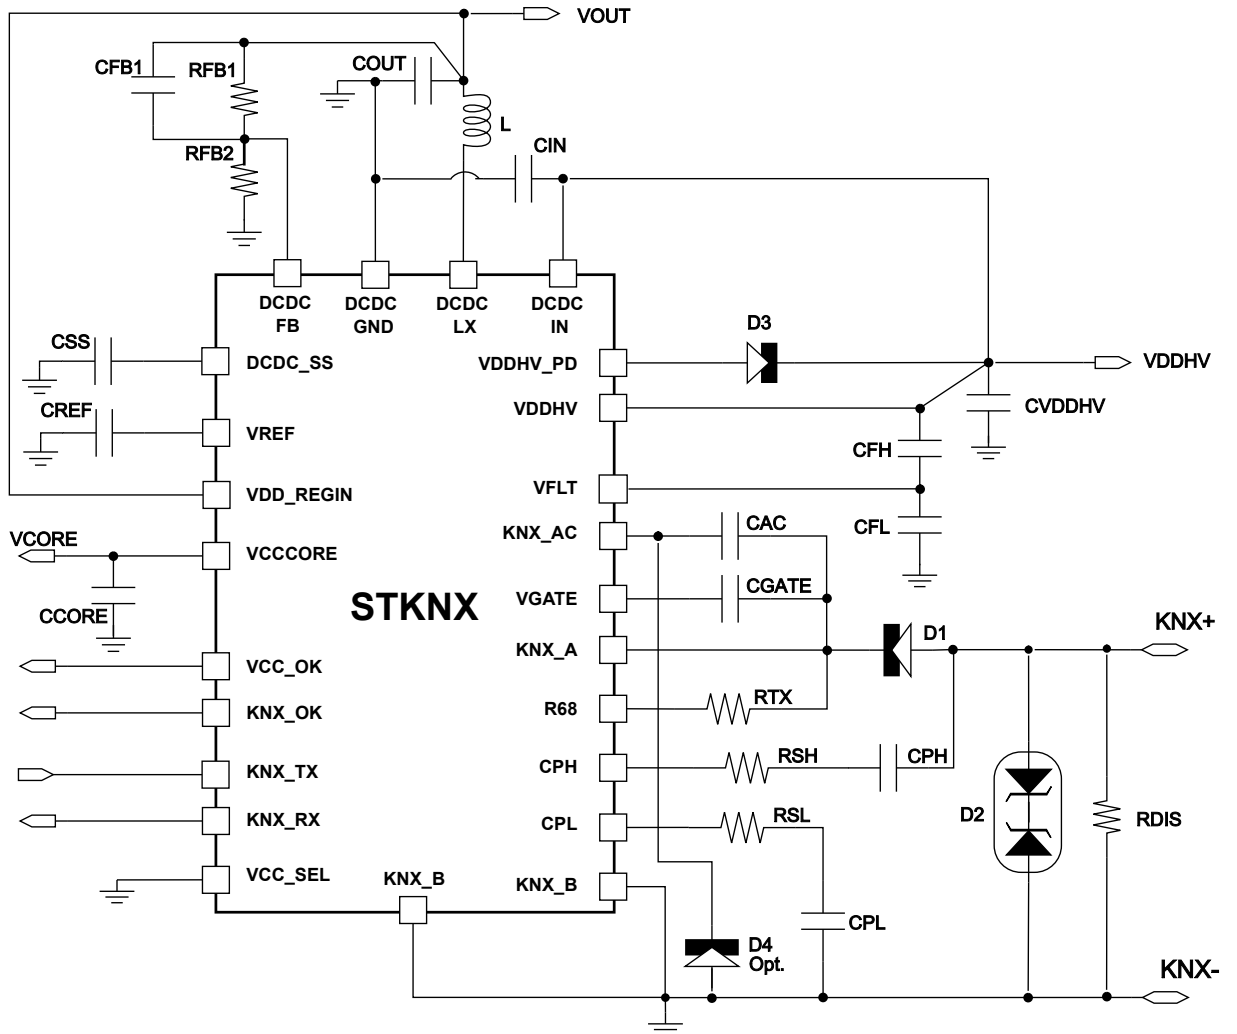 VOUT
COUT
CFB1
RFB1
L
CIN
RFB2
DCDC
FB
DCDC
GND
DCDC
LX
DCDC
IN
D3
CSS
DCDC_SS
VDDHV_PD
VDDHV
CREF
VREF
VDDHV
CVDDHV
CFH
VDD_REGIN
VFLT
CFL
KNX_AC
CAC
VCORE
VCCCORE
CCORE
STKNX
VGATE
CGATE
KNX_A
D1
KNX+
VCC_OK
R68
RTX
KNX_OK
KNX_TX
CPH
RSH
CPH
KNX_RX
CPL
RSL
D2
RDIS
VCC_SEL
KNX_B
KNX_B
CPL
D4
Opt.
KNX-